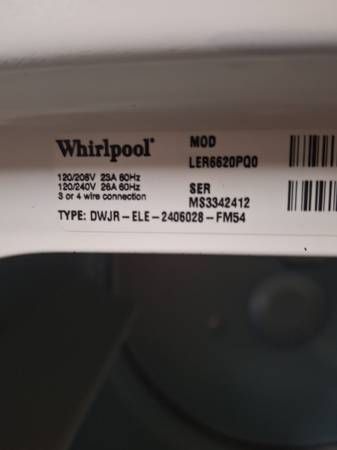 Whirlpool
120/208V 23A 60Hz
120/240V 26A 60Hz
3 or 4 wire connection
MOD
LER6620PQ0
SER
MS3342412
TYPE: DWJR-ELE-2406028-FM54